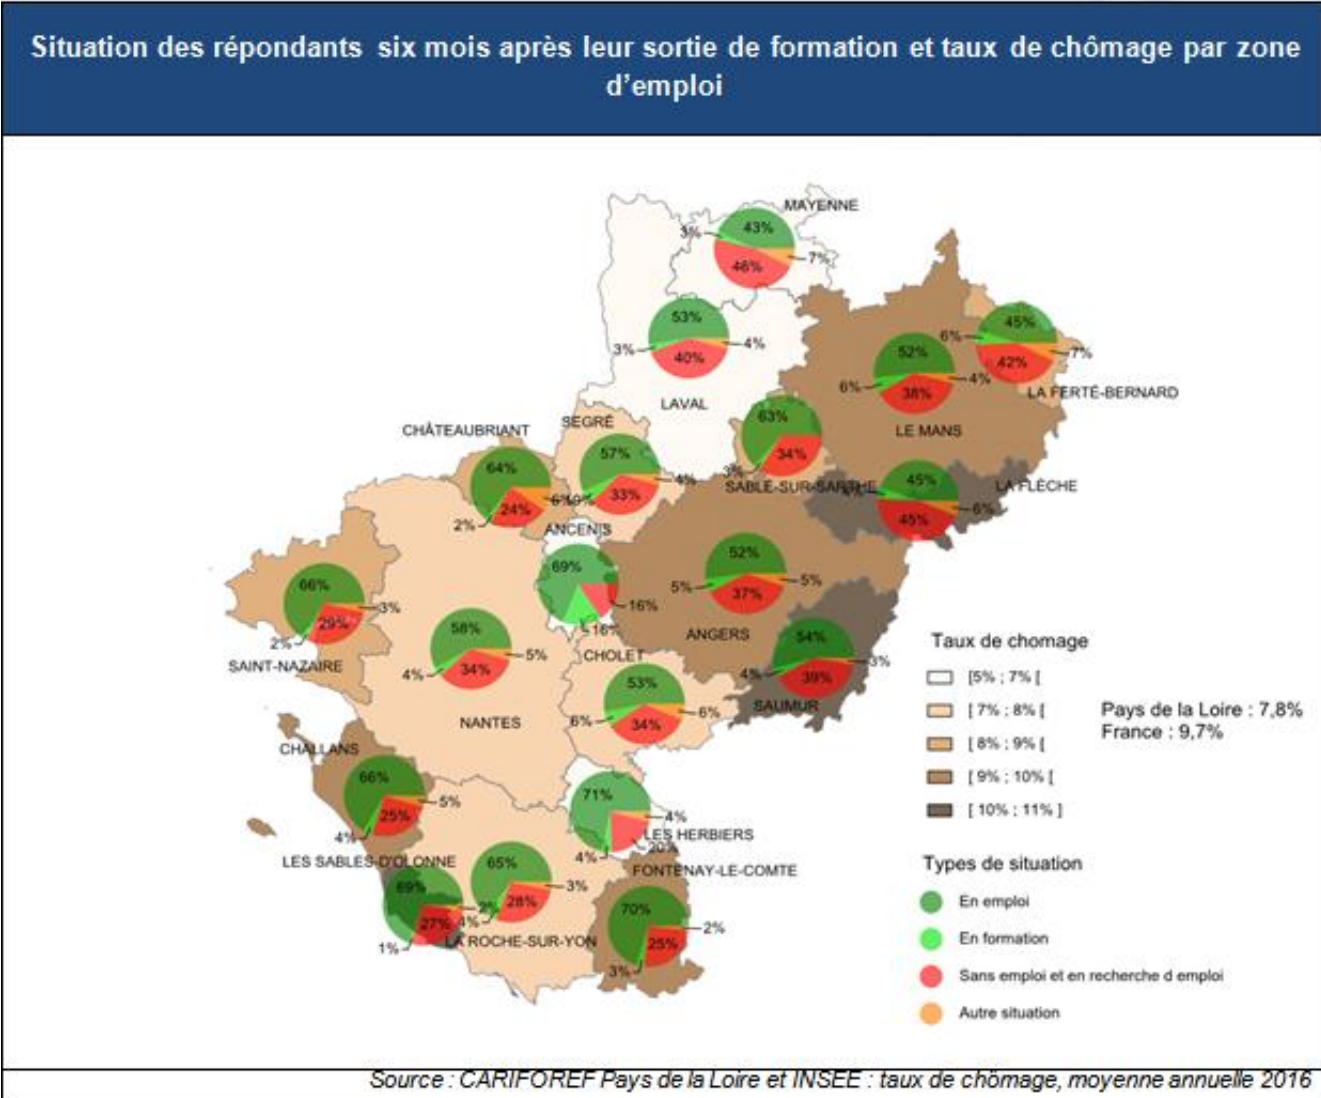 Situation des répondants six mois après leur sortie de formation et taux de chômage par zone
d'emploi
MAYENNE
43%
3%
7%
46%
53%
3%
4%
40%
LAVAL
45%
6%
7%
42%
LA FERTÉ-BERNARD
52%
6%
4%
38%
LE MANS
CHÂTEAUBRIANT
SEGRÉ
63%
34%
3%
SABLÉ-SUR-SARTHE
64%
24%
6%
2%
57%
4%
33%
45%
LA FLÈCHE
6%
45%
ANCENIS
69%
16%
16%
52%
5%
5%
37%
ANGERS
66%
3%
29%
2%
SAINT-NAZAIRE
58%
5%
4%
34%
NANTES
CHOLET
53%
6%
6%
34%
54%
3%
4%
39%
SAUMUR
Taux de chomage
[5% ; 7% [
[ 7% ; 8% [
[ 8% ; 9% [
[ 9% ; 10% [
[ 10% ; 11% ]
Pays de la Loire : 7,8%
France : 9,7%
CHALLANS
66%
5%
25%
4%
71%
4%
LES HERBIERS
20%
4%
LES SABLES-D'OLONNE
69%
2%
27%
1%
65%
3%
28%
4%
LA ROCHE-SUR-YON
FONTENAY-LE-COMTE
70%
2%
25%
3%
Types de situation
En emploi
En formation
Sans emploi et en recherche d emploi
Autre situation
Source : CARIFOREF Pays de la Loire et INSEE : taux de chômage, moyenne annuelle 2016